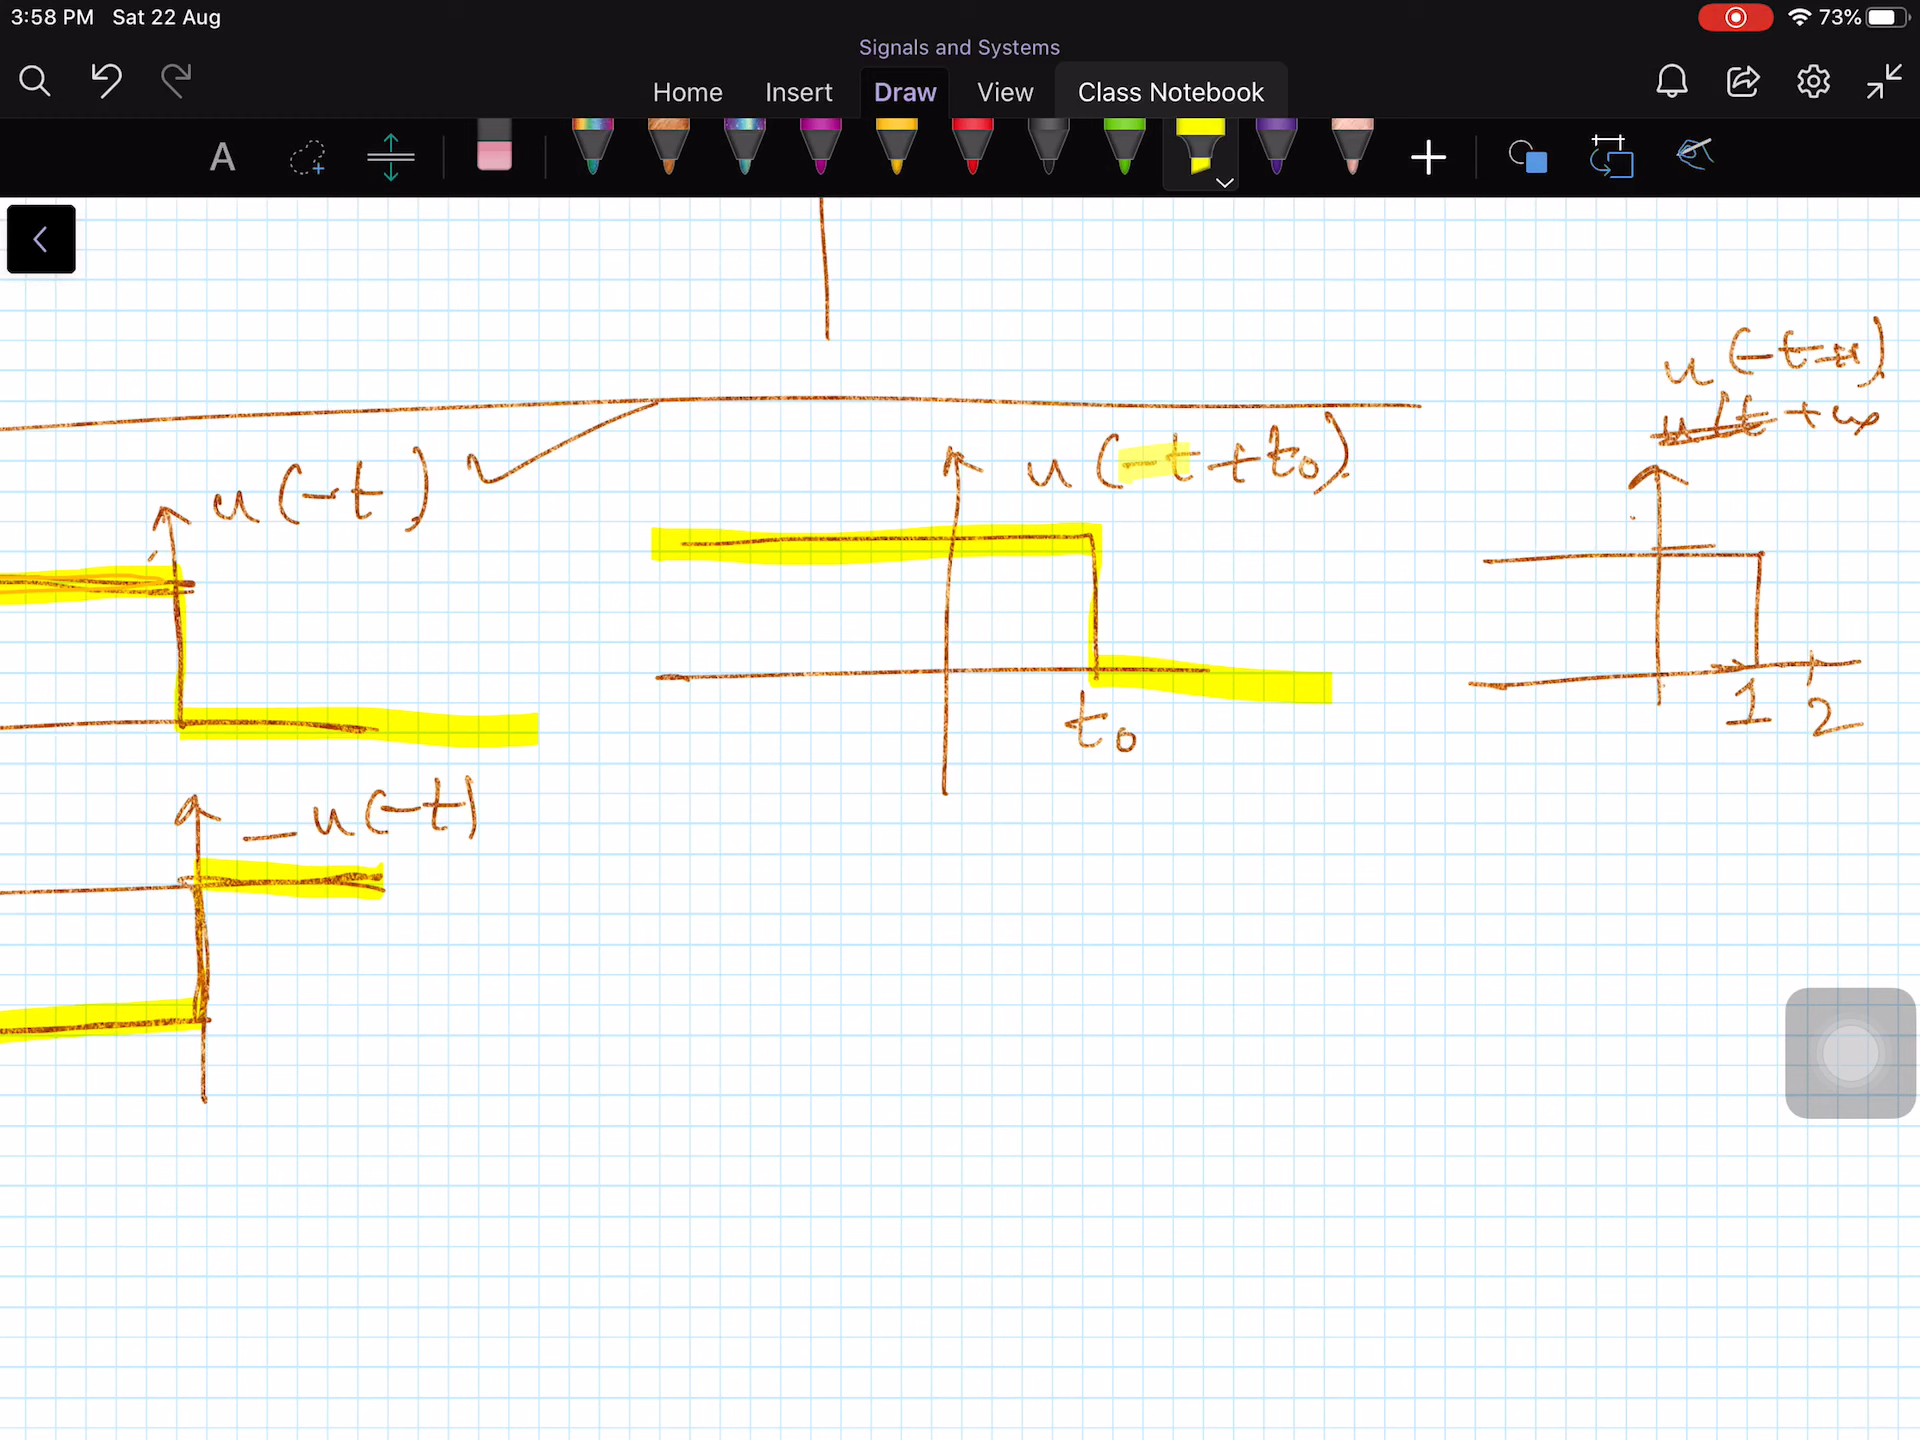 3:58 PM Sat 22 Aug
73%
Signals and Systems
Home Insert Draw View Class Notebook
A
u(-t)
u(-t+t₀)
1 2
t₀
-u(-t)